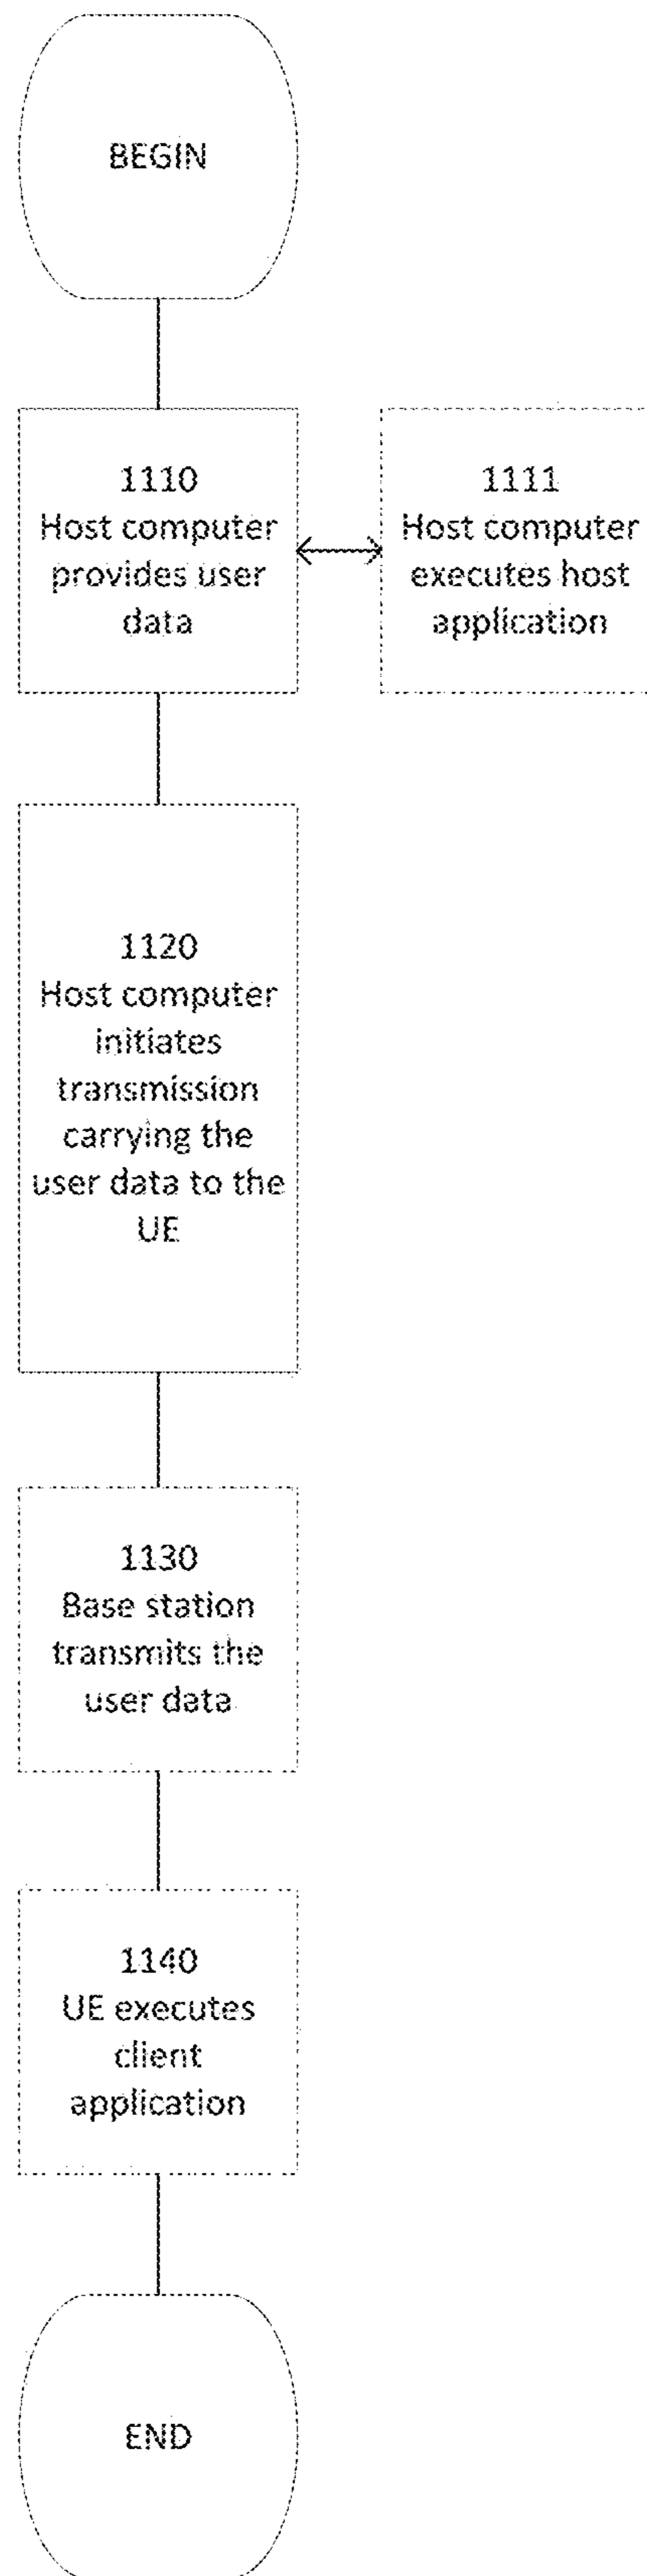 BEGIN
1110
Host computer
provides user
data
1111
Host computer
executes host
application
1120
Host computer
initiates
transmission
carrying the
user data to the
UE
1130
Base station
transmits the
user data
1140
UE executes
client
application
END